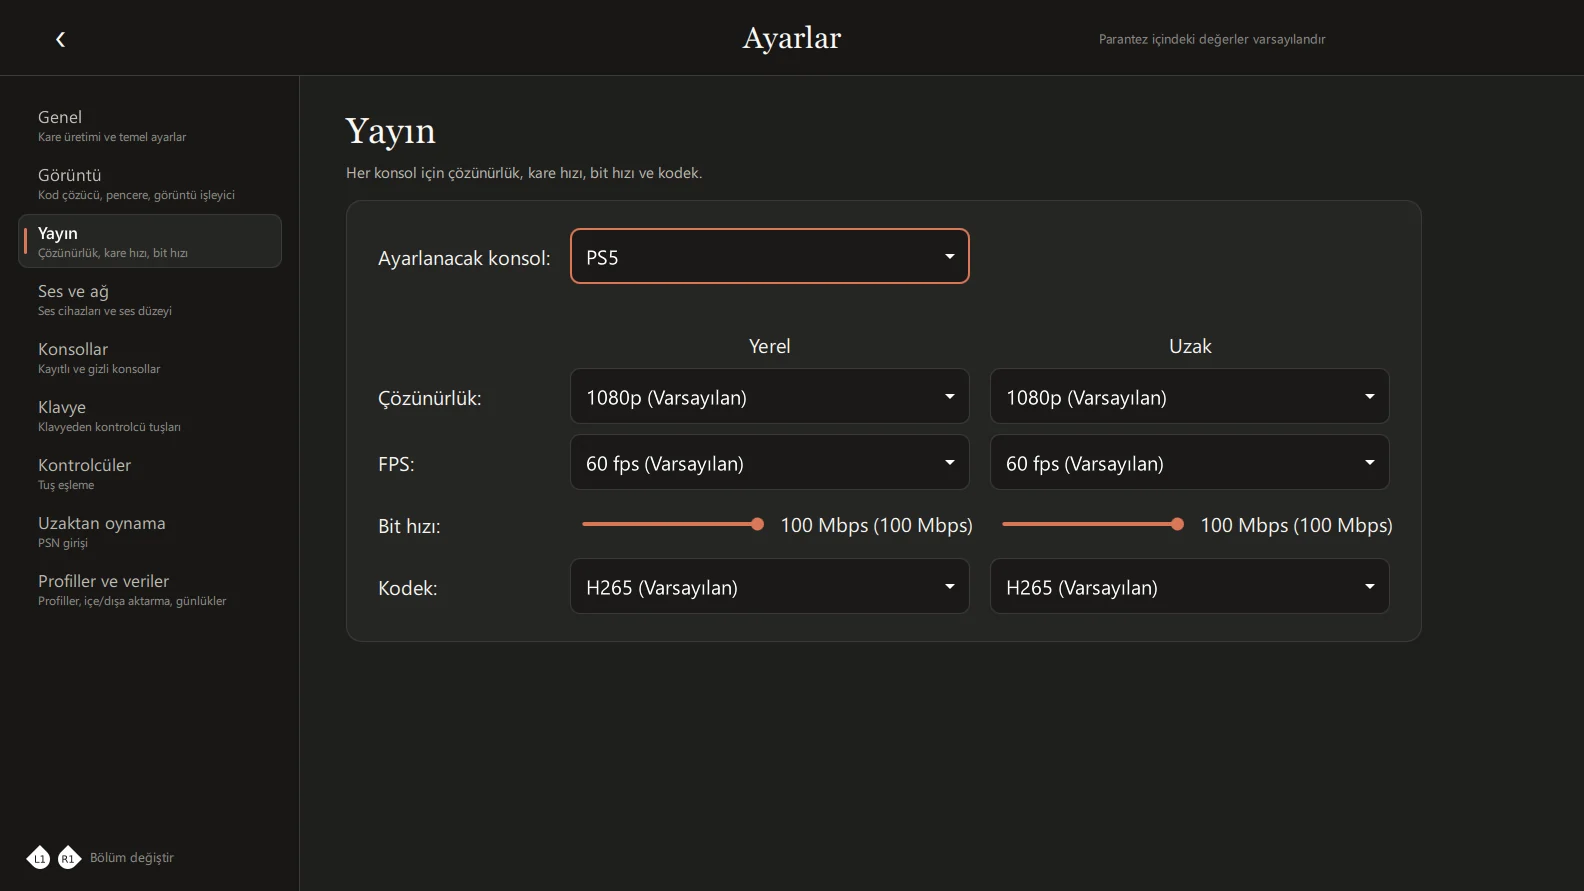 Ayarlar
Parantez içindeki değerler varsayılandır
Genel
Kare üretimi ve temel ayarlar
Görüntü
Kod çözücü, pencere, görüntü işleyici
Yayın
Çözünürlük, kare hızı, bit hızı
Ses ve ağ
Ses cihazları ve ses düzeyi
Konsollar
Kayıtlı ve gizli konsollar
Klavye
Klavyeden kontrolcü tuşları
Kontrolcüler
Tuş eşleme
Uzaktan oynama
PSN girişi
Profiller ve veriler
Profiller, içe/dışa aktarma, günlükler
L1 R1 Bölüm değiştir
Yayın
Her konsol için çözünürlük, kare hızı, bit hızı ve kodek.
Ayarlanacak konsol: PS5
Yerel Uzak
Çözünürlük: 1080p (Varsayılan) 1080p (Varsayılan)
FPS: 60 fps (Varsayılan) 60 fps (Varsayılan)
Bit hızı: 100 Mbps (100 Mbps) 100 Mbps (100 Mbps)
Kodek: H265 (Varsayılan) H265 (Varsayılan)